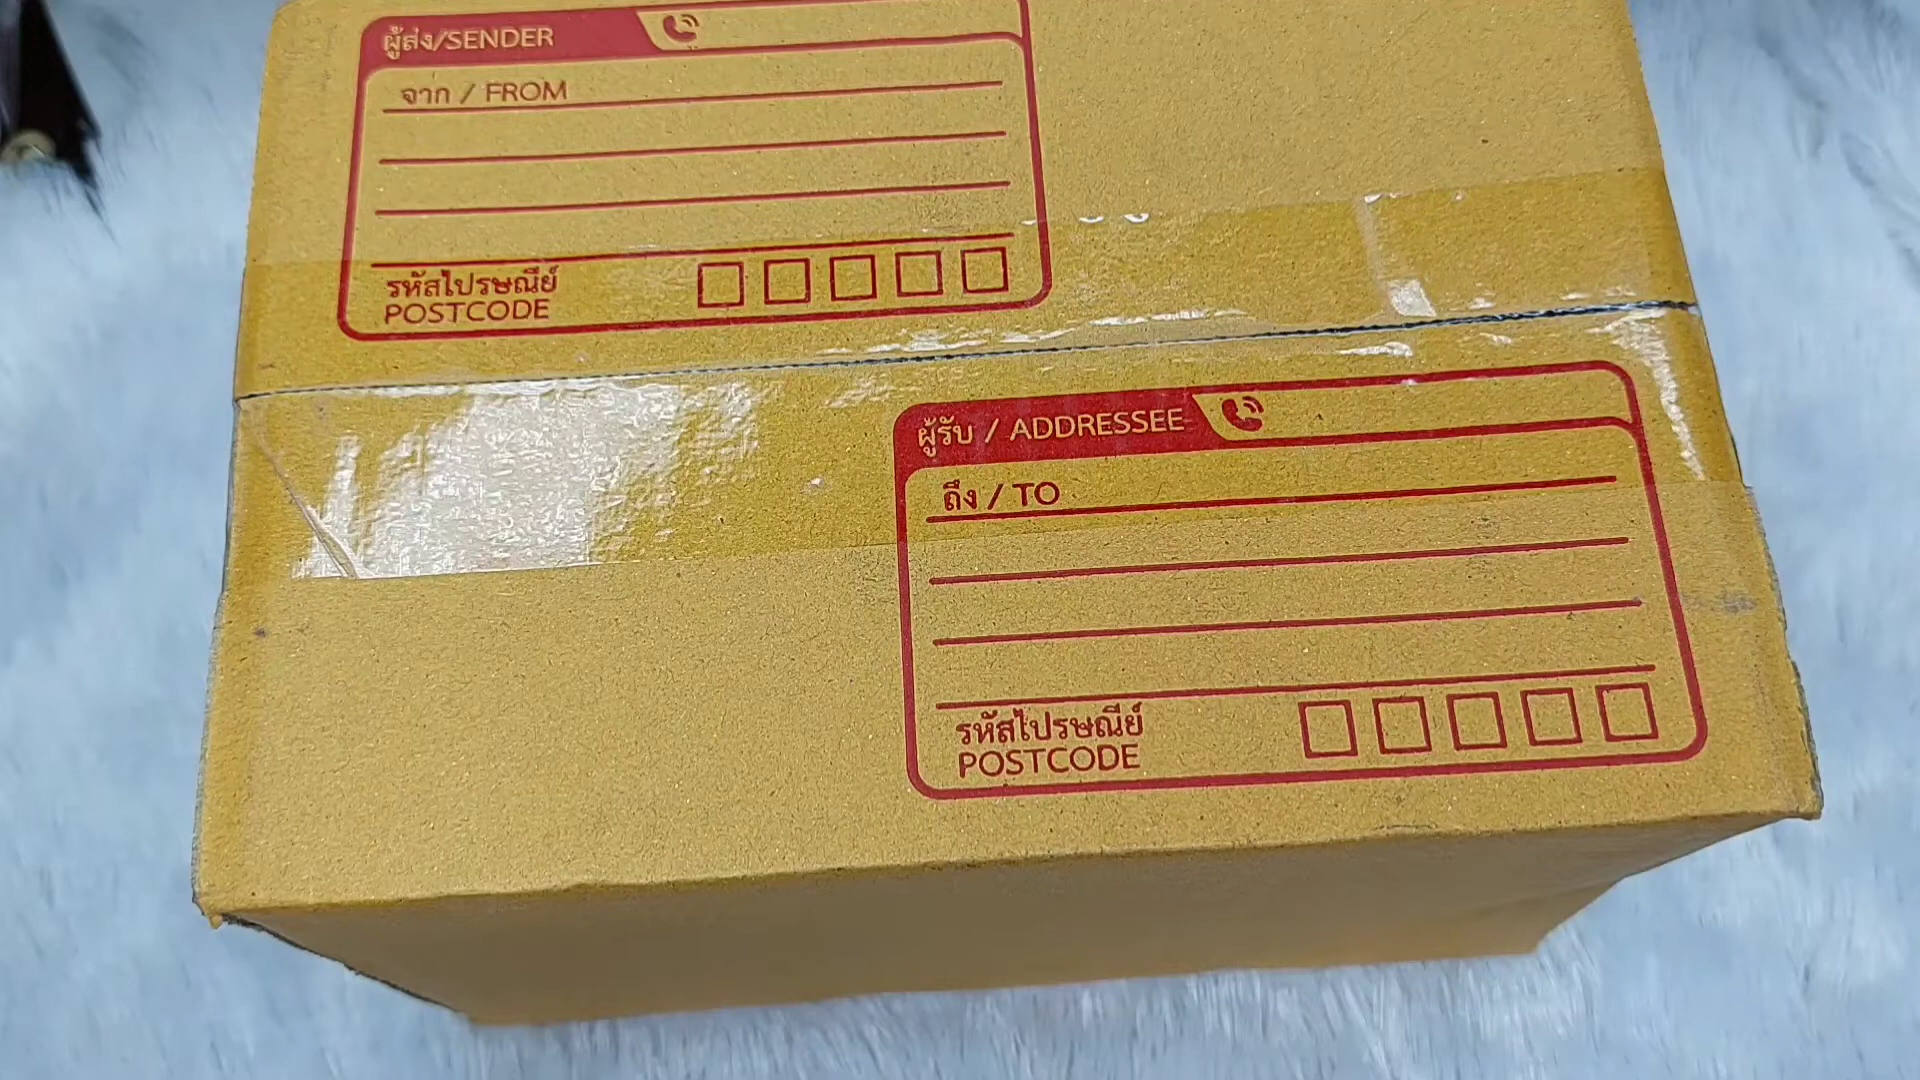 ผู้ส่ง/SENDER
จาก / FROM
รหัสไปรษณีย์
POSTCODE
ผู้รับ / ADDRESSEE
ถึง / TO
รหัสไปรษณีย์
POSTCODE